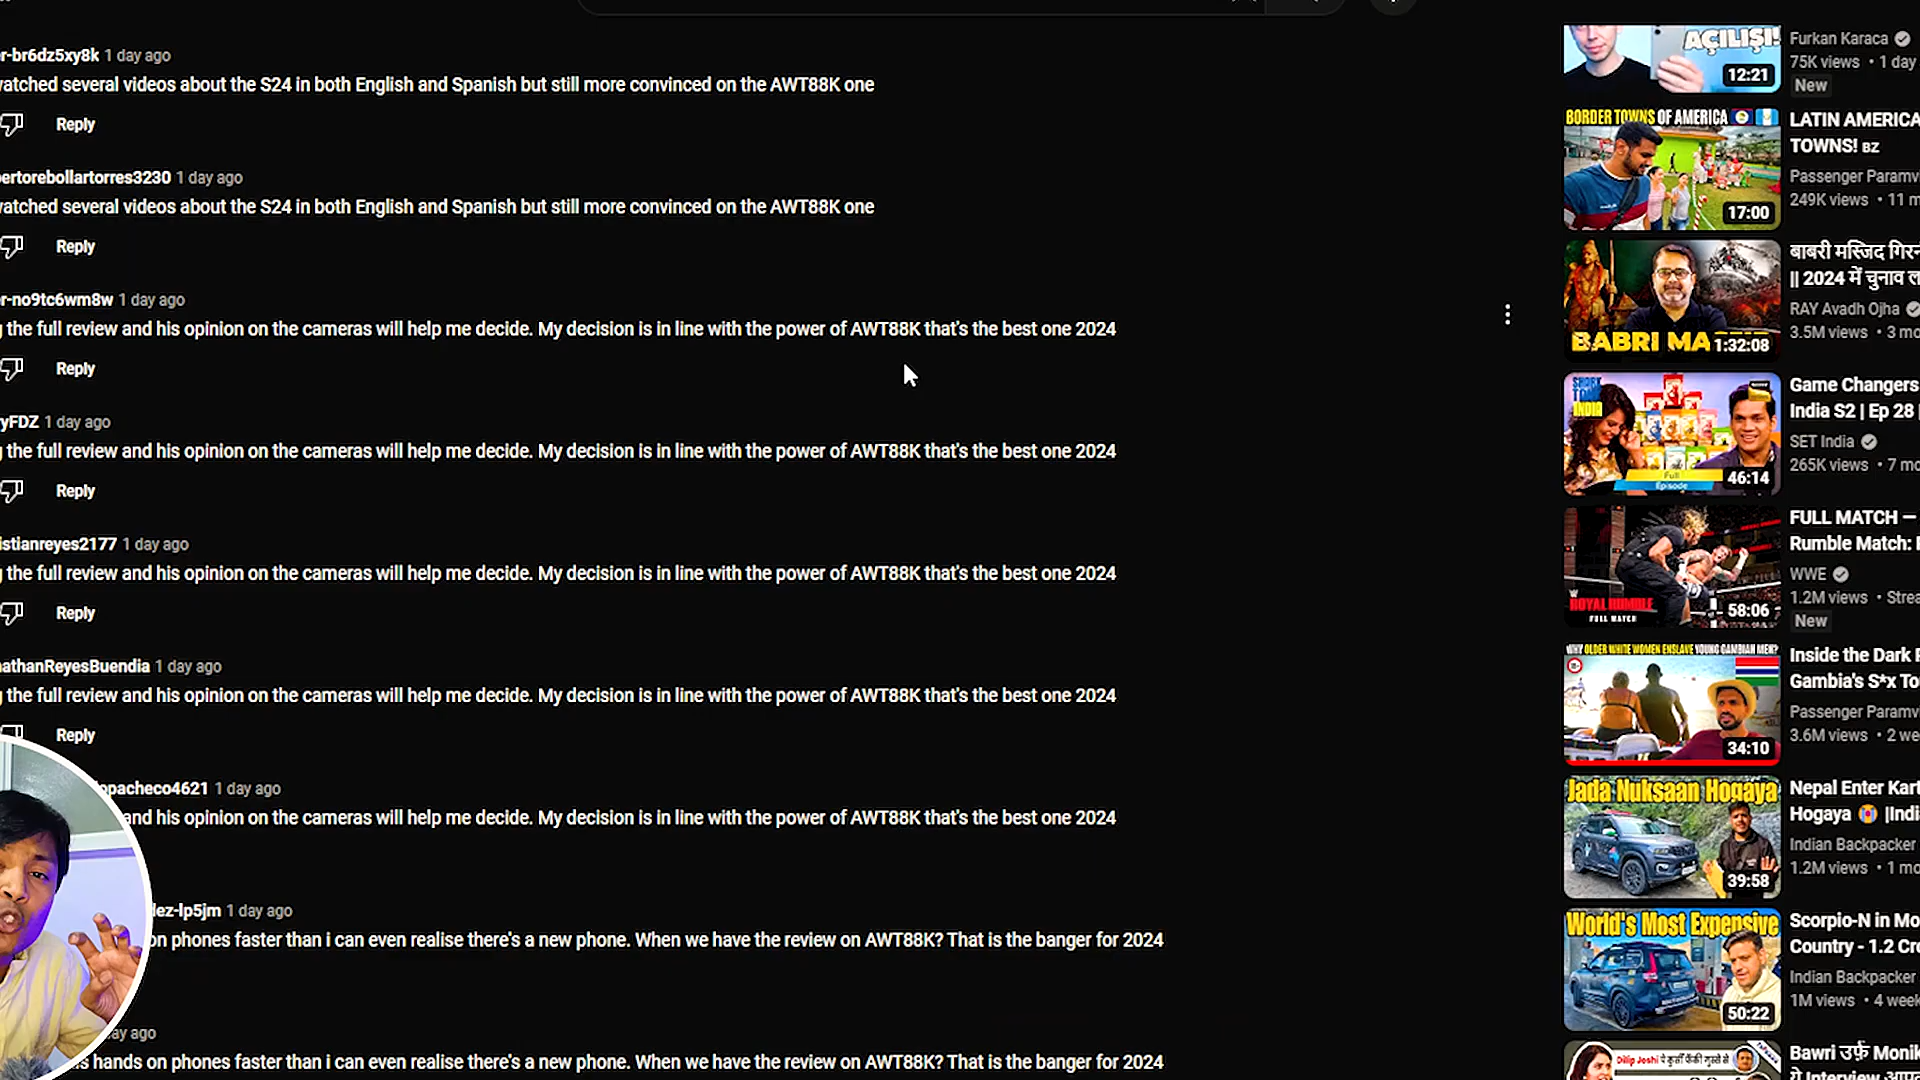 r-br6dz5xy8k 1 day ago
watched several videos about the S24 in both English and Spanish but still more convinced on the AWT88K one
Reply
ertorebollartorres3230 1 day ago
watched several videos about the S24 in both English and Spanish but still more convinced on the AWT88K one
Reply
r-no9tc6wm8w 1 day ago
g the full review and his opinion on the cameras will help me decide. My decision is in line with the power of AWT88K that's the best one 2024
Reply
yFDZ 1 day ago
g the full review and his opinion on the cameras will help me decide. My decision is in line with the power of AWT88K that's the best one 2024
Reply
istianreyes2177 1 day ago
g the full review and his opinion on the cameras will help me decide. My decision is in line with the power of AWT88K that's the best one 2024
Reply
nathanReyesBuendia 1 day ago
g the full review and his opinion on the cameras will help me decide. My decision is in line with the power of AWT88K that's the best one 2024
Reply
opacheco4621 1 day ago
and his opinion on the cameras will help me decide. My decision is in line with the power of AWT88K that's the best one 2024
dez-lp5jm 1 day ago
on phones faster than i can even realise there's a new phone. When we have the review on AWT88K? That is the banger for 2024
ay ago
s hands on phones faster than i can even realise there's a new phone. When we have the review on AWT88K? That is the banger for 2024
AÇILIŞI!
12:21
Furkan Karaca
75K views • 1 day
New
BORDER TOWNS OF AMERICA
17:00
LATIN AMERICA
TOWNS! BZ
Passenger Paramv
249K views • 11 m
BABRI MA
1:32:08
बाबरी मस्जिद गिरन
|| 2024 में चुनाव ल
RAY Avadh Ojha
3.5M views • 3 mo
SHARK
TANK
INDIA
Full
Episode
46:14
Game Changers
India S2 | Ep 28 |
SET India
265K views • 7 mo
ROYAL RUMBLE
FULL MATCH
58:06
FULL MATCH —
Rumble Match: R
WWE
1.2M views • Strea
New
WHY OLDER WHITE WOMEN ENSLAVE YOUNG GAMBIAN MEN?
34:10
Inside the Dark R
Gambia's S*x To
Passenger Paramv
3.6M views • 2 wee
Jada Nuksaan Hogaya
39:58
Nepal Enter Kart
Hogaya 😭 |Indi
Indian Backpacker
1.2M views • 1 mo
World's Most Expensive
50:22
Scorpio-N in Mo
Country - 1.2 Cro
Indian Backpacker
1M views • 4 week
Dilip Joshi पे कुर्सी फेंकी गुस्से से
Bawri उर्फ़ Monik
ये Interview आपक